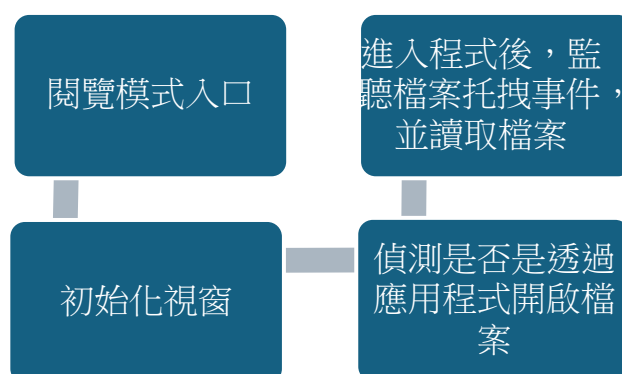 閱覽模式入口
初始化視窗
偵測是否是透過
應用程式開啟檔
案
進入程式後，監
聽檔案托拽事件，
並讀取檔案